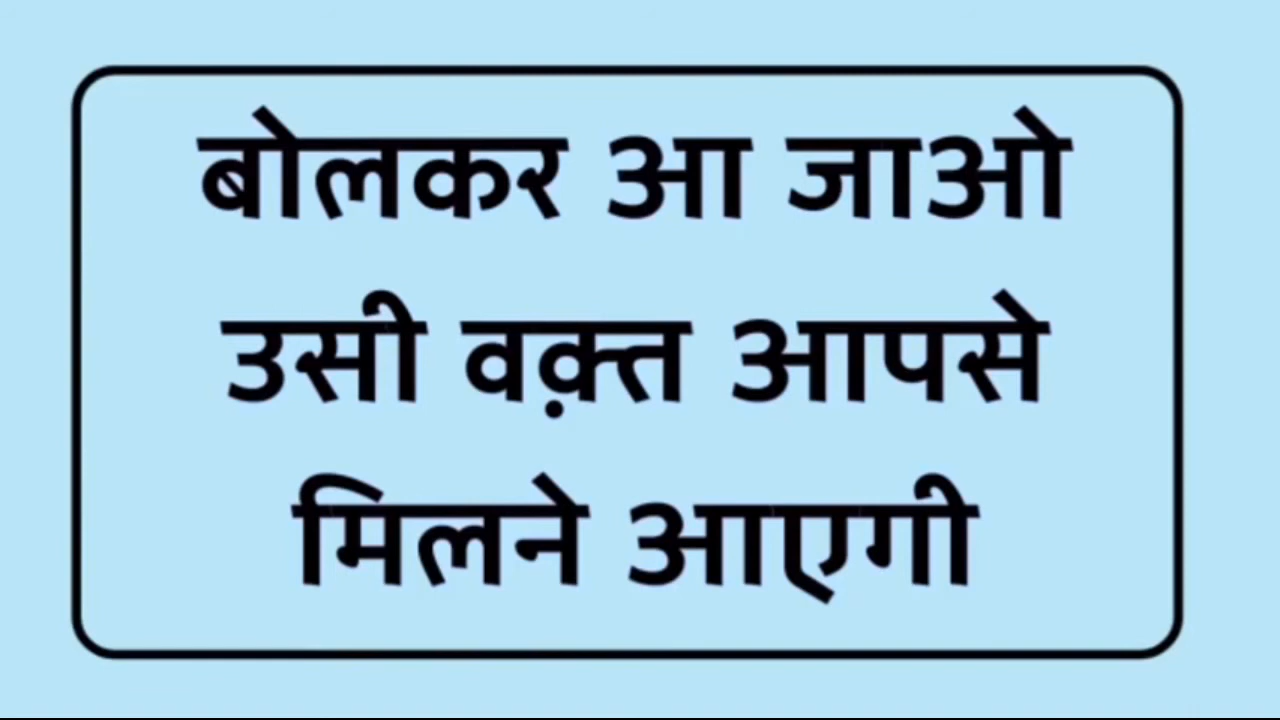 बोलकर आ जाओ
उसी वक़्त आपसे
मिलने आएगी